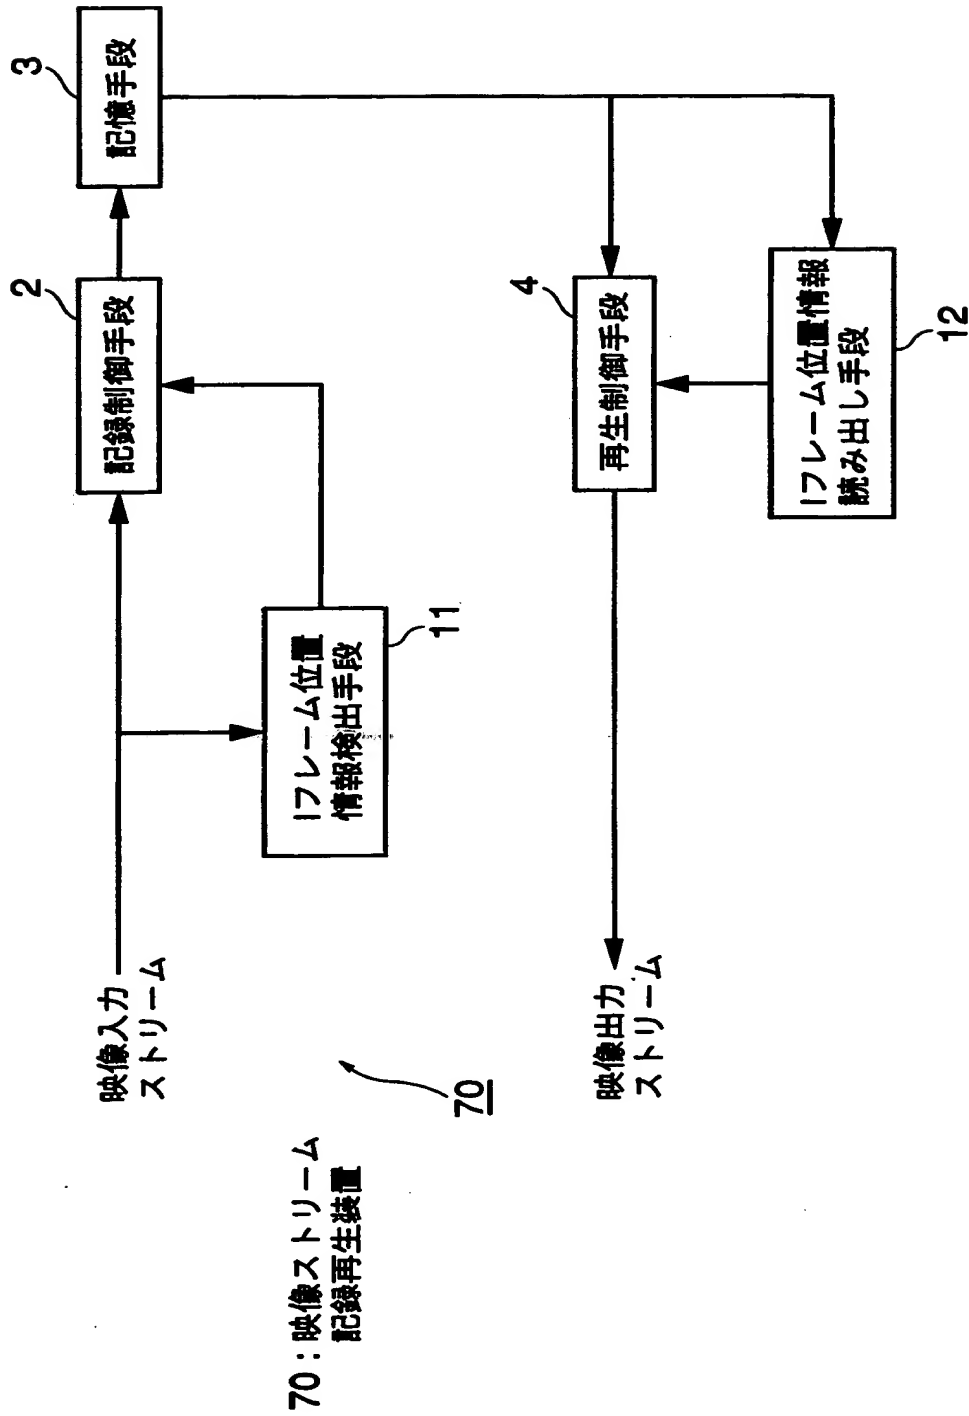 70：映像ストリーム
記録再生装置
70
映像入力
ストリーム
Iフレーム位置
情報検出手段
11
記録制御手段
2
記憶手段
3
映像出力
ストリーム
再生制御手段
4
Iフレーム位置情報
読み出し手段
12